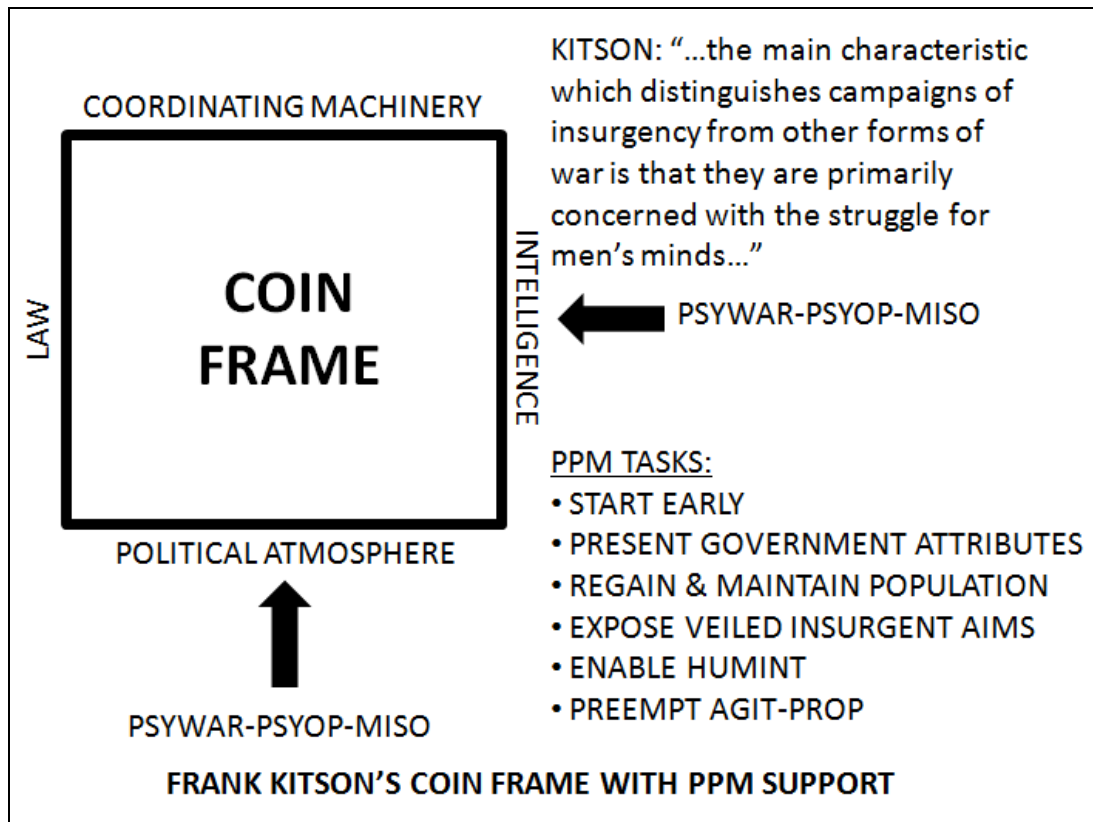 COORDINATING MACHINERY
LAW
COIN
FRAME
INTELLIGENCE
POLITICAL ATMOSPHERE
PSYWAR-PSYOP-MISO
KITSON: “…the main characteristic
which distinguishes campaigns of
insurgency from other forms of
war is that they are primarily
concerned with the struggle for
men’s minds…”
PSYWAR-PSYOP-MISO
PPM TASKS:
• START EARLY
• PRESENT GOVERNMENT ATTRIBUTES
• REGAIN & MAINTAIN POPULATION
• EXPOSE VEILED INSURGENT AIMS
• ENABLE HUMINT
• PREEMPT AGIT-PROP
FRANK KITSON’S COIN FRAME WITH PPM SUPPORT